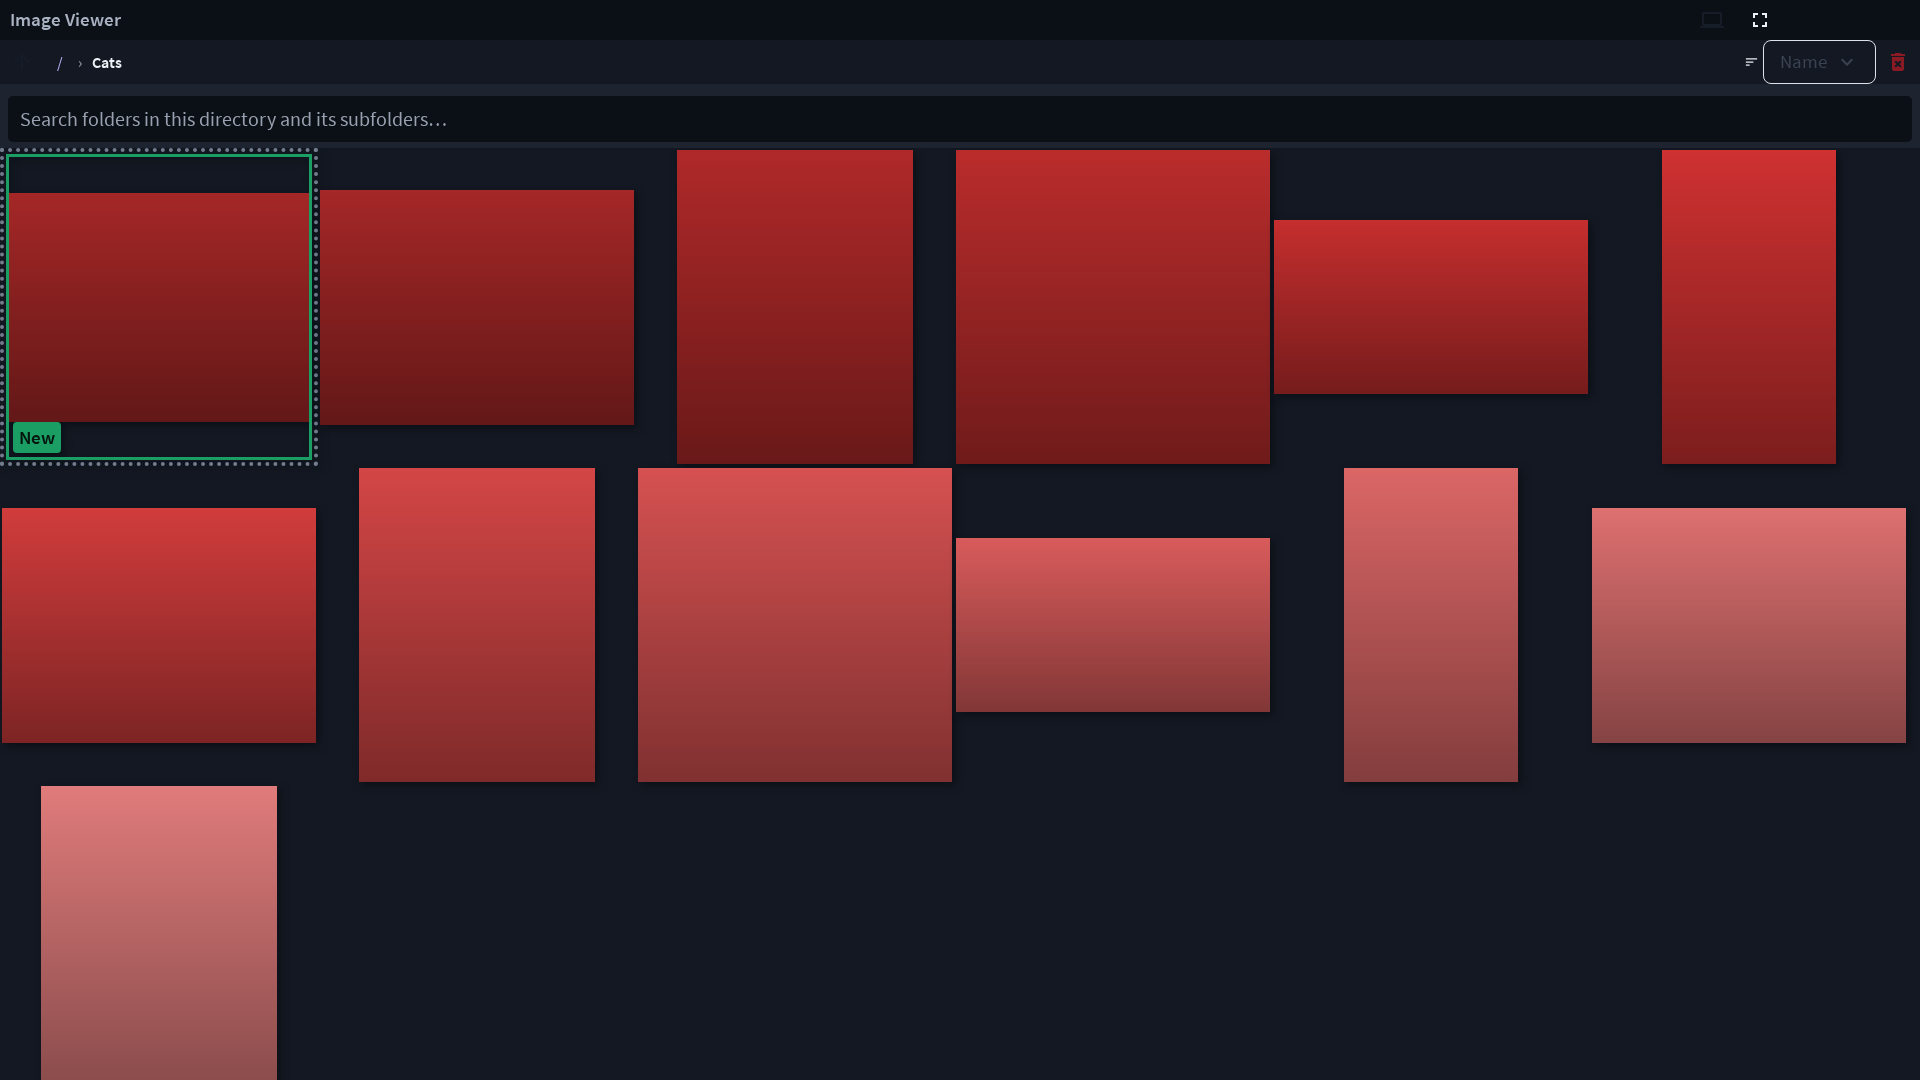 Image Viewer
/ › Cats
Name
Search folders in this directory and its subfolders…
New